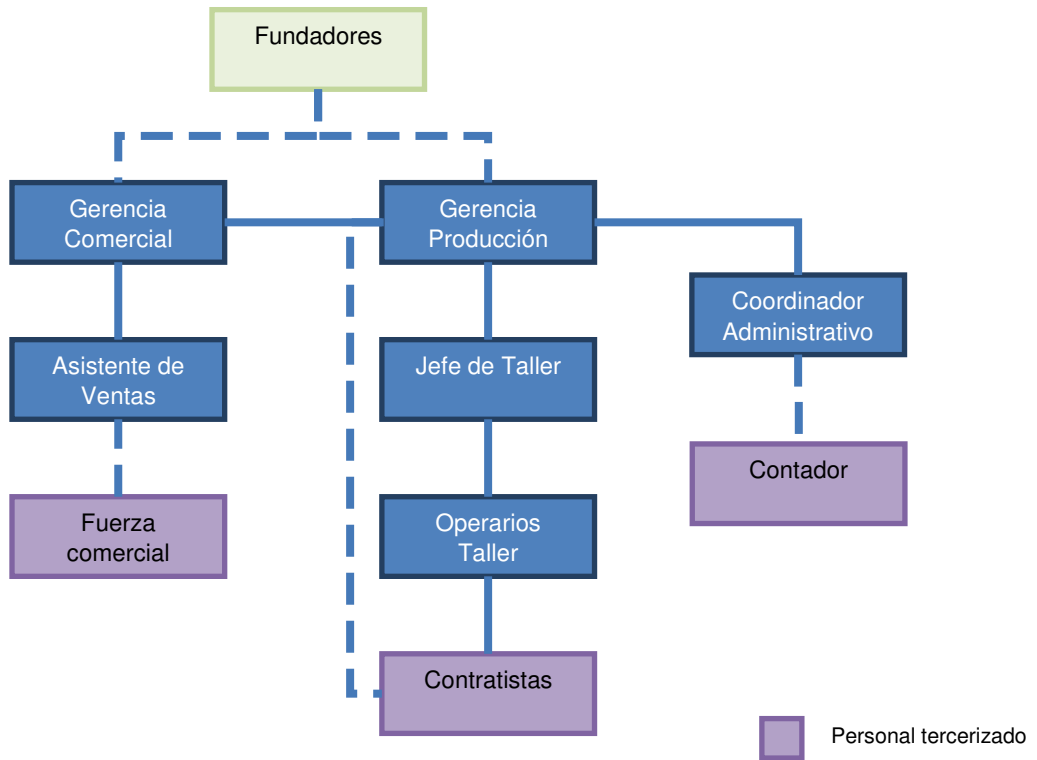 Fundadores
Gerencia
Comercial
Gerencia
Producción
Coordinador
Administrativo
Asistente de
Ventas
Jefe de Taller
Contador
Fuerza
comercial
Operarios
Taller
Contratistas
Personal tercerizado